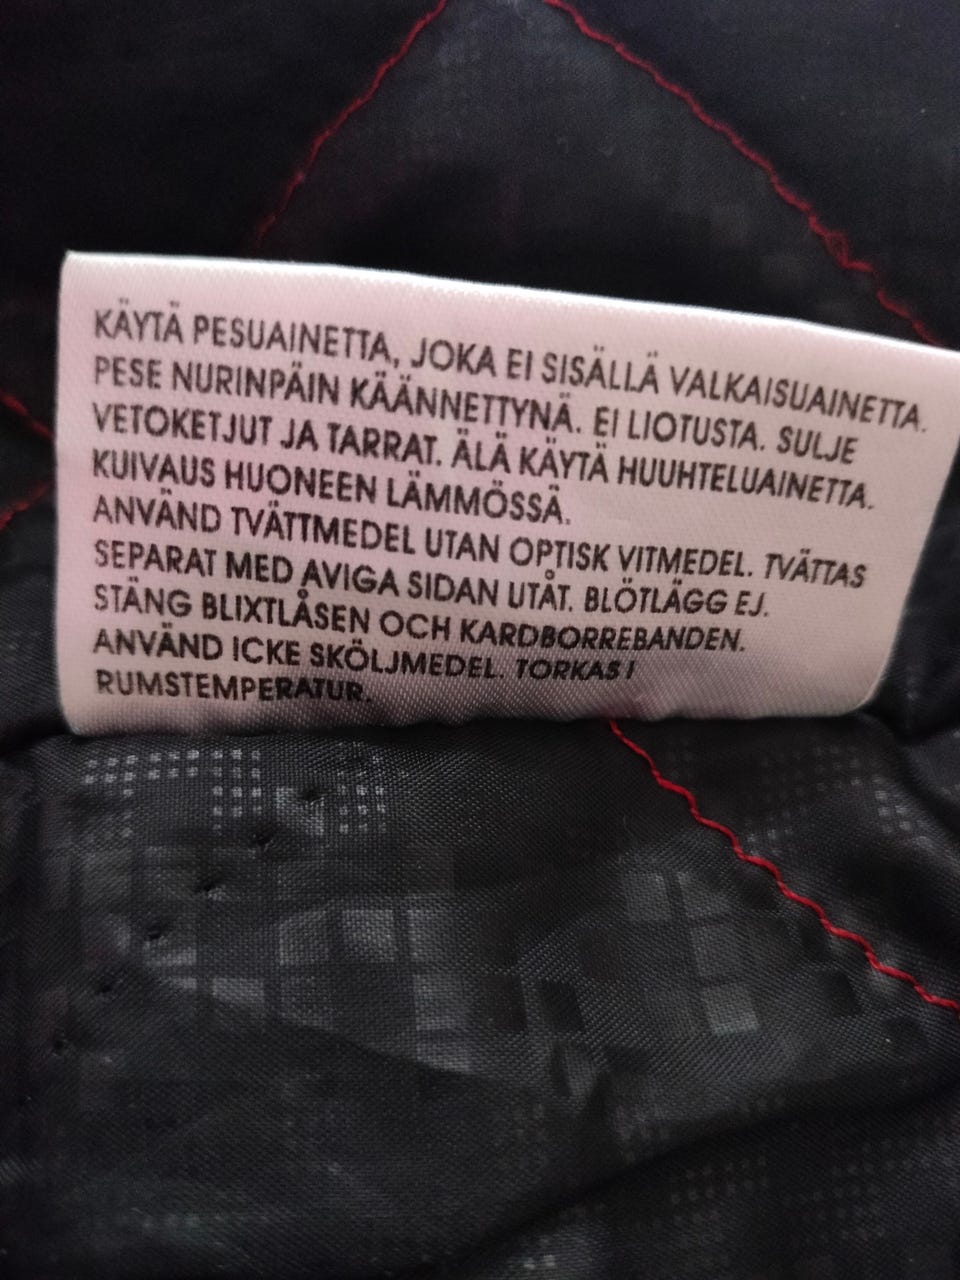 KÄYTÄ PESUAINETTA, JOKA EI SISÄLLÄ VALKAISUAINETTA.
PESE NURINPÄIN KÄÄNNETTYNÄ. EI LIOTUSTA. SULJE
VETOKETJUT JA TARRAT. ÄLÄ KÄYTÄ HUUHTELUAINETTA.
KUIVAUS HUONEEN LÄMMÖSSÄ.
ANVÄND TVÄTTMEDEL UTAN OPTISK VITMEDEL. TVÄTTAS
SEPARAT MED AVIGA SIDAN UTÅT. BLÖTLÄGG EJ.
STÄNG BLIXTLÅSEN OCH KARDBORREBANDEN.
ANVÄND ICKE SKÖLJMEDEL. TORKAS I
RUMSTEMPERATUR.